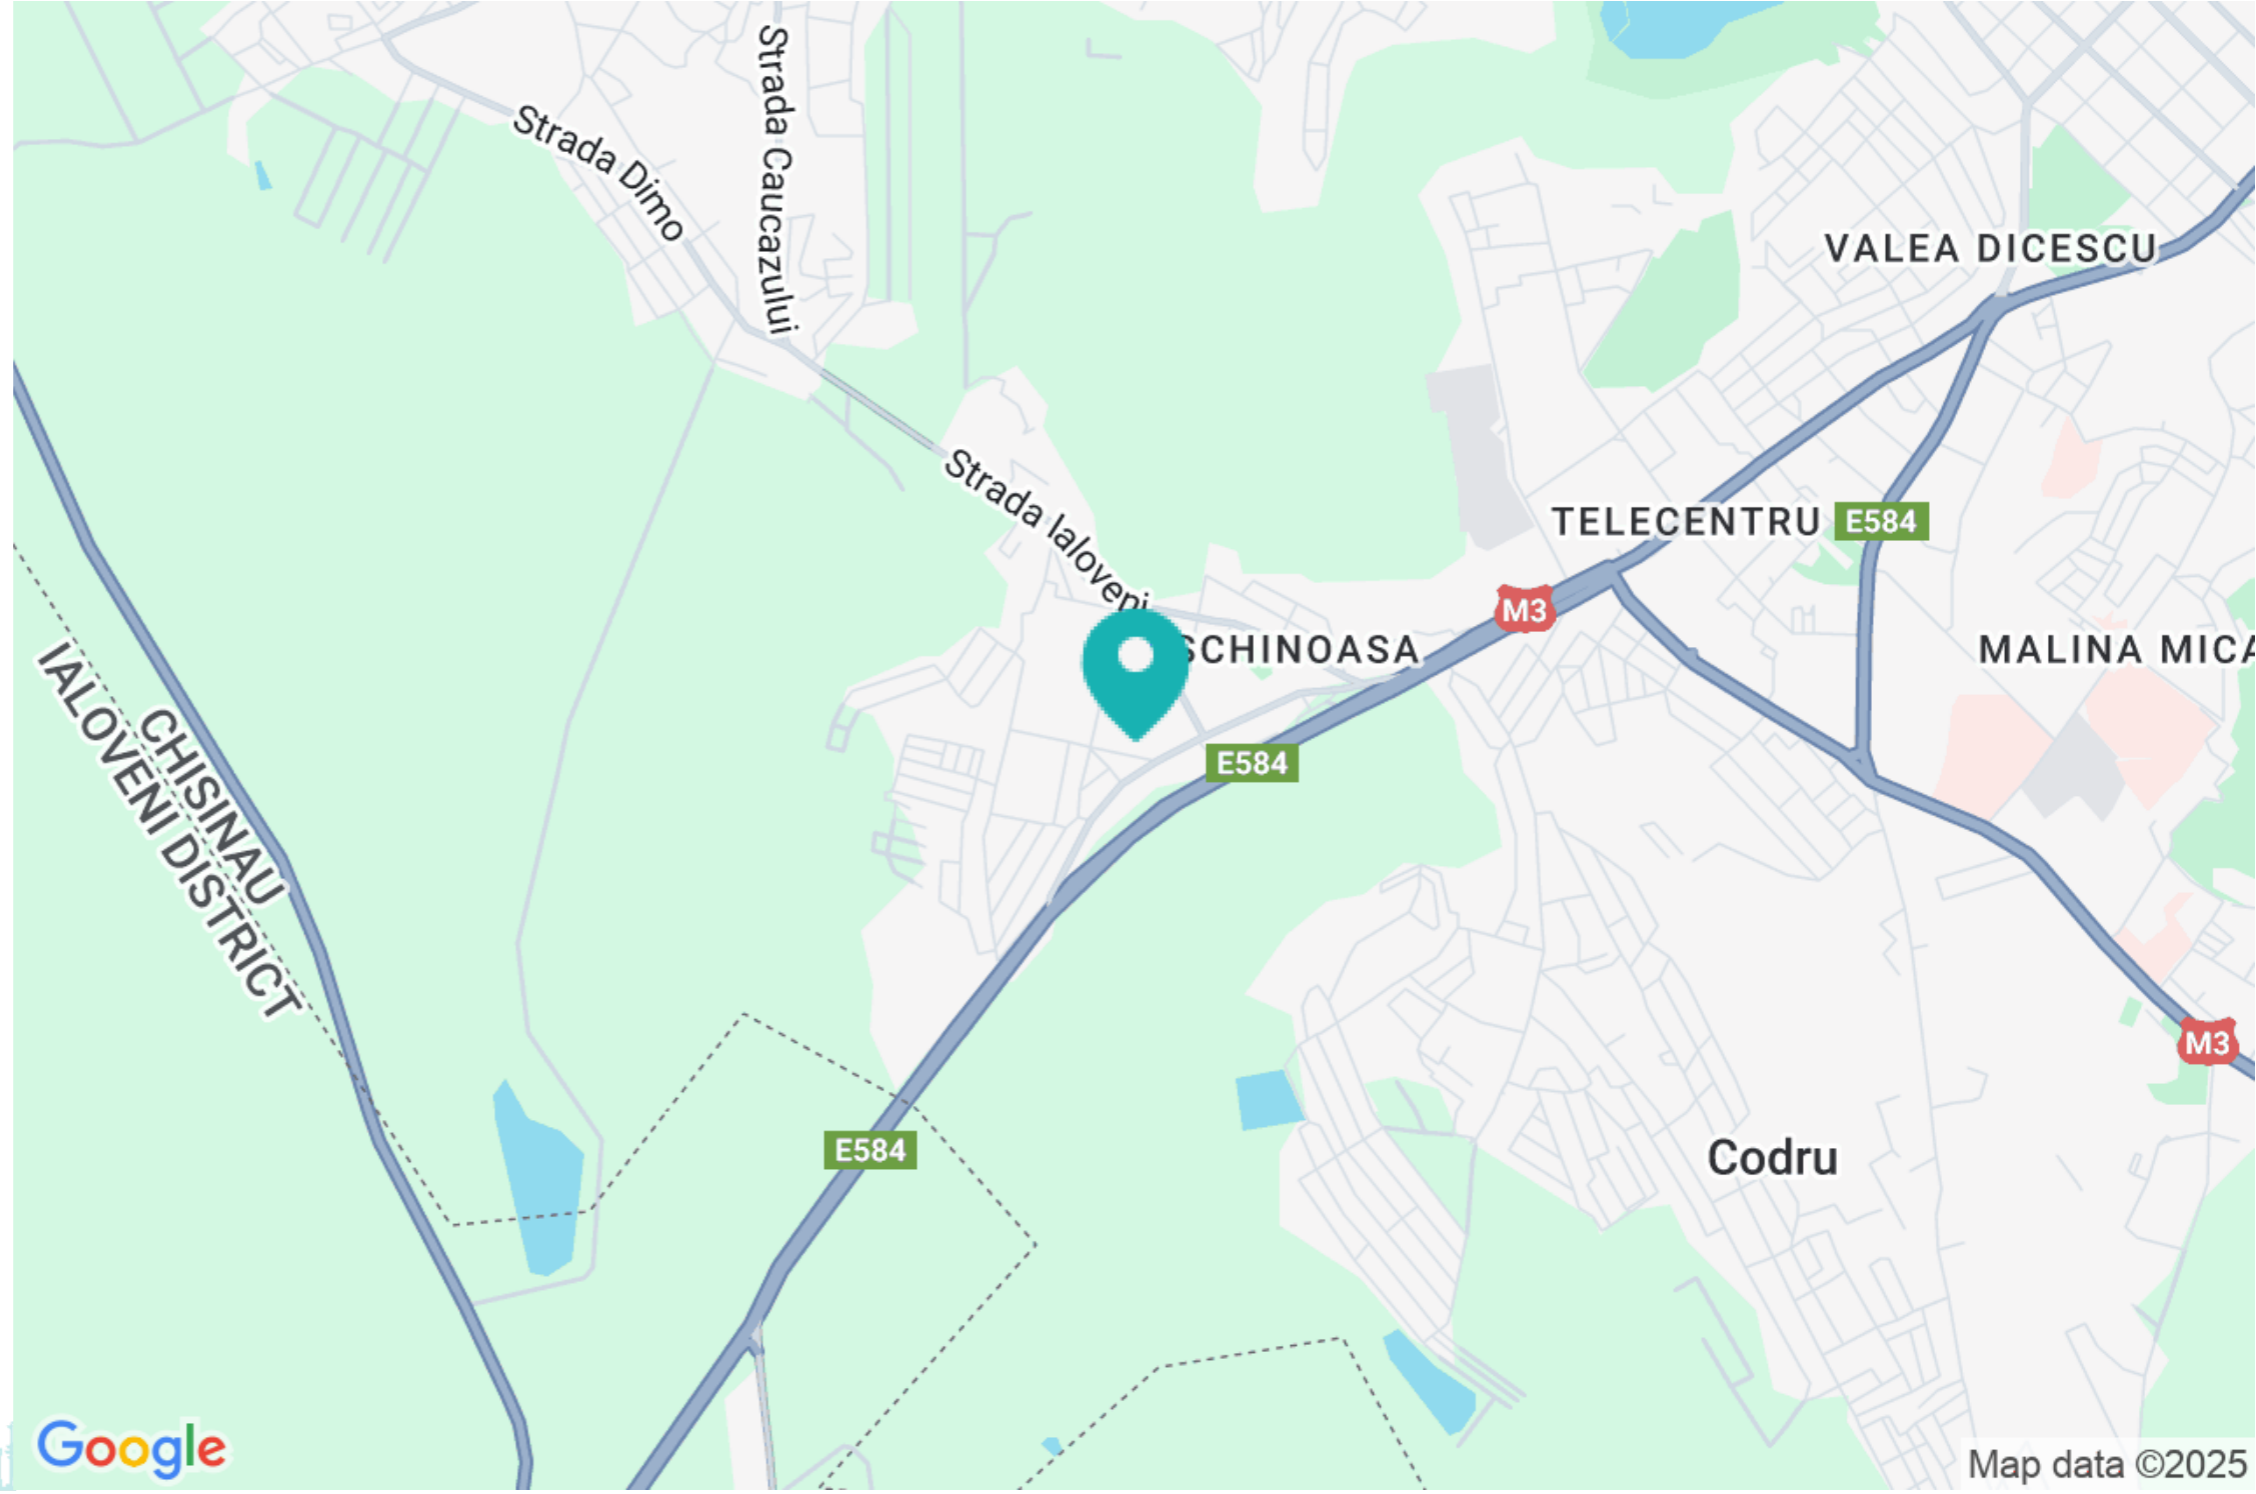 Strada Caucazului
Strada Dimo
VALEA DICESCU
Strada Ialoveni
TELECENTRU
E584
M3
SCHINOASA
MALINA MICA
CHISINAU
IALOVENI DISTRICT
E584
M3
E584
Codru
Google
Map data ©2025